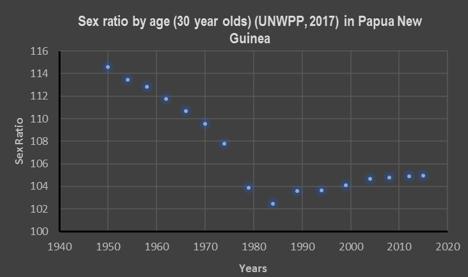 Sex ratio by age (30 year olds) (UNWPP, 2017) in Papua New
Guinea
116
114
112
110
108
106
104
102
100
Sex Ratio
1940 1950 1960 1970 1980 1990 2000 2010 2020
Years